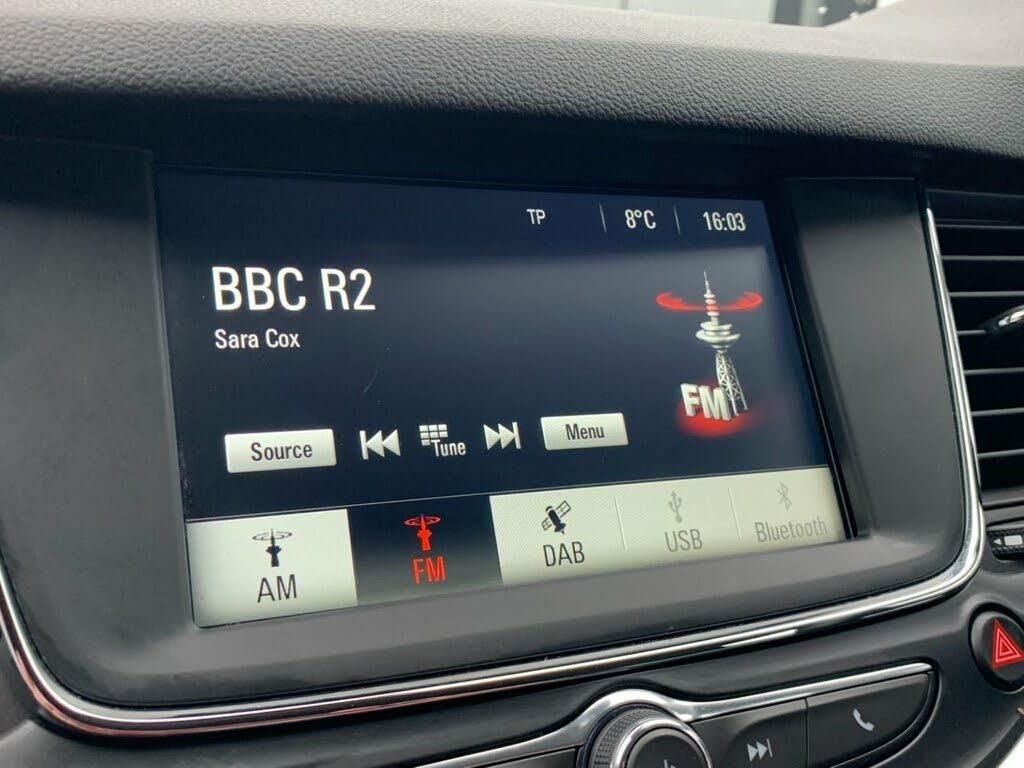 TP 8°C 16:03
BBC R2
Sara Cox
FM
Source Tune Menu
AM FM DAB USB Bluetooth